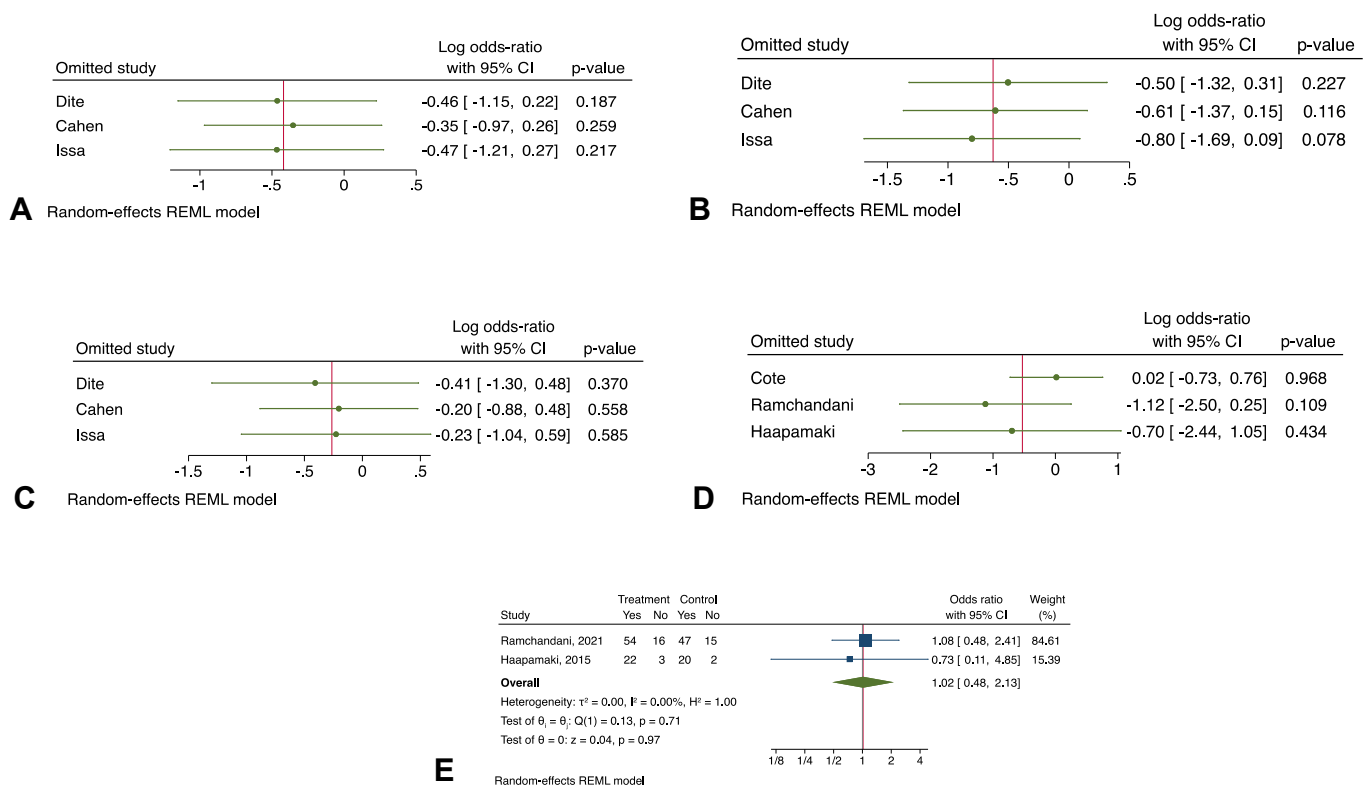 Log odds-ratio
Omitted study with 95% CI p-value
Dite -0.46 [ -1.15, 0.22] 0.187
Cahen -0.35 [ -0.97, 0.26] 0.259
Issa -0.47 [ -1.21, 0.27] 0.217
-1 -.5 0 .5
A Random-effects REML model
Log odds-ratio
Omitted study with 95% CI p-value
Dite -0.50 [ -1.32, 0.31] 0.227
Cahen -0.61 [ -1.37, 0.15] 0.116
Issa -0.80 [ -1.69, 0.09] 0.078
-1.5 -1 -.5 0 .5
B Random-effects REML model
Log odds-ratio
Omitted study with 95% CI p-value
Dite -0.41 [ -1.30, 0.48] 0.370
Cahen -0.20 [ -0.88, 0.48] 0.558
Issa -0.23 [ -1.04, 0.59] 0.585
-1.5 -1 -.5 0 .5
C Random-effects REML model
Log odds-ratio
Omitted study with 95% CI p-value
Cote 0.02 [ -0.73, 0.76] 0.968
Ramchandani -1.12 [ -2.50, 0.25] 0.109
Haapamaki -0.70 [ -2.44, 1.05] 0.434
-3 -2 -1 0 1
D Random-effects REML model
Treatment Control Odds ratio Weight
Study Yes No Yes No with 95% CI (%)
Ramchandani, 2021 54 16 47 15 1.08 [ 0.48, 2.41] 84.61
Haapamaki, 2015 22 3 20 2 0.73 [ 0.11, 4.85] 15.39
Overall 1.02 [ 0.48, 2.13]
Heterogeneity: τ² = 0.00, I² = 0.00%, H² = 1.00
Test of θᵢ = θⱼ: Q(1) = 0.13, p = 0.71
Test of θ = 0: z = 0.04, p = 0.97
1/8 1/4 1/2 1 2 4
E Random-effects REML model